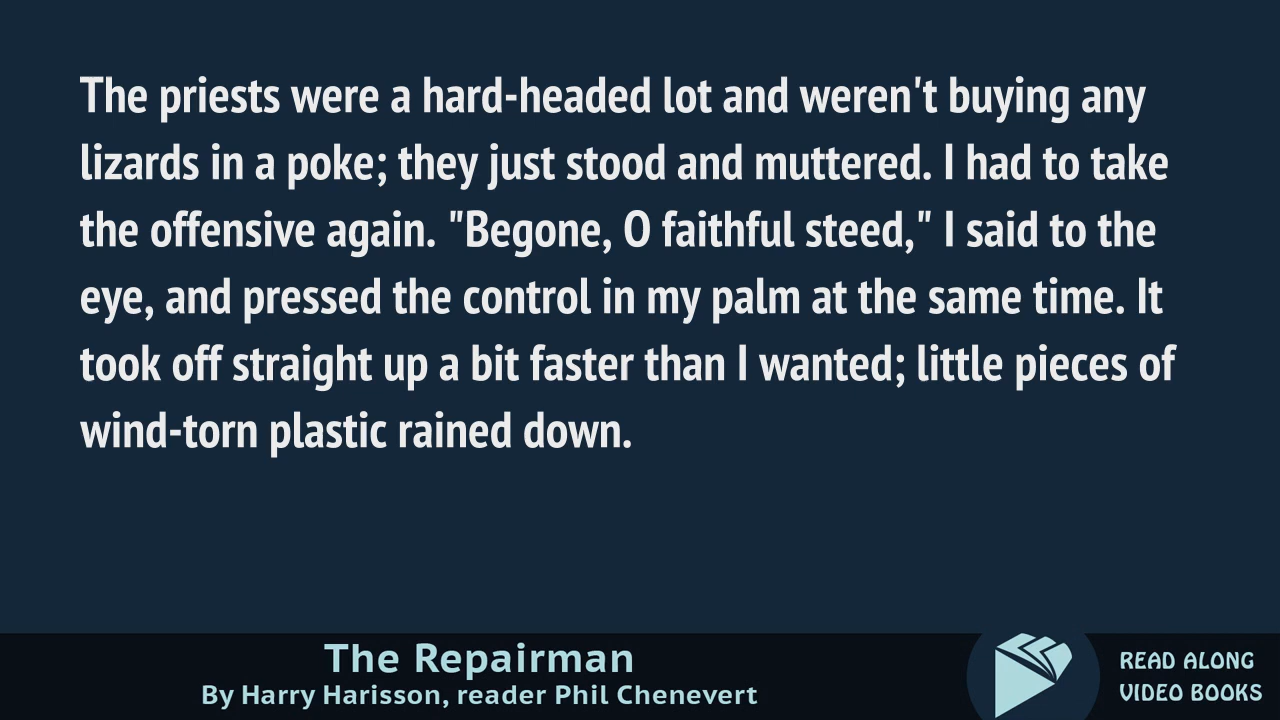 The priests were a hard-headed lot and weren't buying any
lizards in a poke; they just stood and muttered. I had to take
the offensive again. "Begone, O faithful steed," I said to the
eye, and pressed the control in my palm at the same time. It
took off straight up a bit faster than I wanted; little pieces of
wind-torn plastic rained down.
The Repairman
By Harry Harisson, reader Phil Chenevert
READ ALONG
VIDEO BOOKS